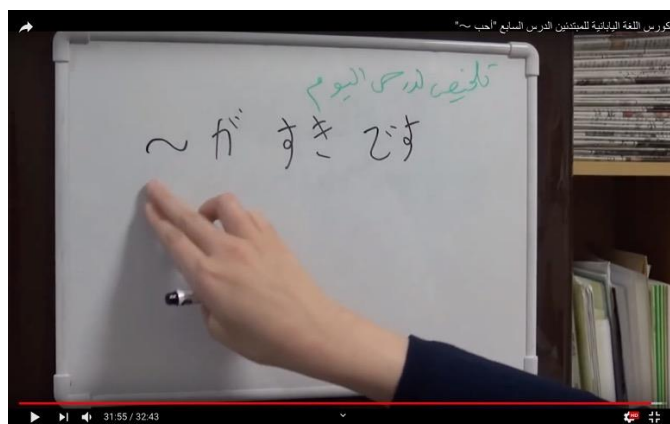 كورس اللغة اليابانية للمبتدئين الدرس السابع "أحب ～"
تلخيص لدرس اليوم
～が すき です
31:55 / 32:43
HD